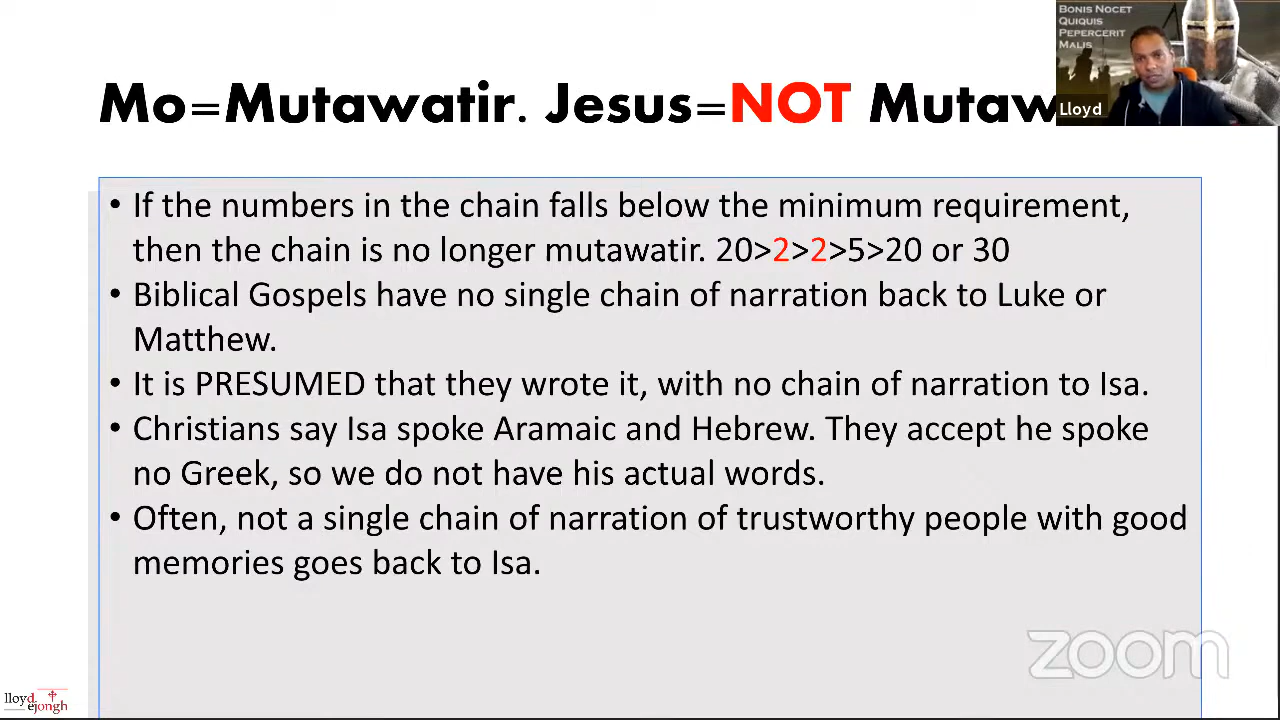 BONIS NOCET
QUIQUIS
PEPERCERIT
MALIS
Lloyd
Mo=Mutawatir. Jesus=NOT Mutaw
• If the numbers in the chain falls below the minimum requirement,
then the chain is no longer mutawatir. 20>2>2>5>20 or 30
• Biblical Gospels have no single chain of narration back to Luke or
Matthew.
• It is PRESUMED that they wrote it, with no chain of narration to Isa.
• Christians say Isa spoke Aramaic and Hebrew. They accept he spoke
no Greek, so we do not have his actual words.
• Often, not a single chain of narration of trustworthy people with good
memories goes back to Isa.
zoom
lloyd
ejongh